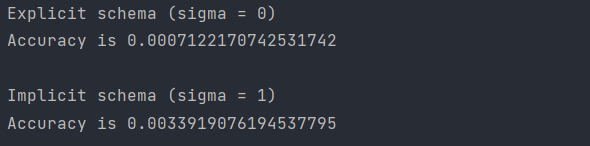 Explicit schema (sigma = 0)
Accuracy is 0.0007122170742531742
Implicit schema (sigma = 1)
Accuracy is 0.0033919076194537795